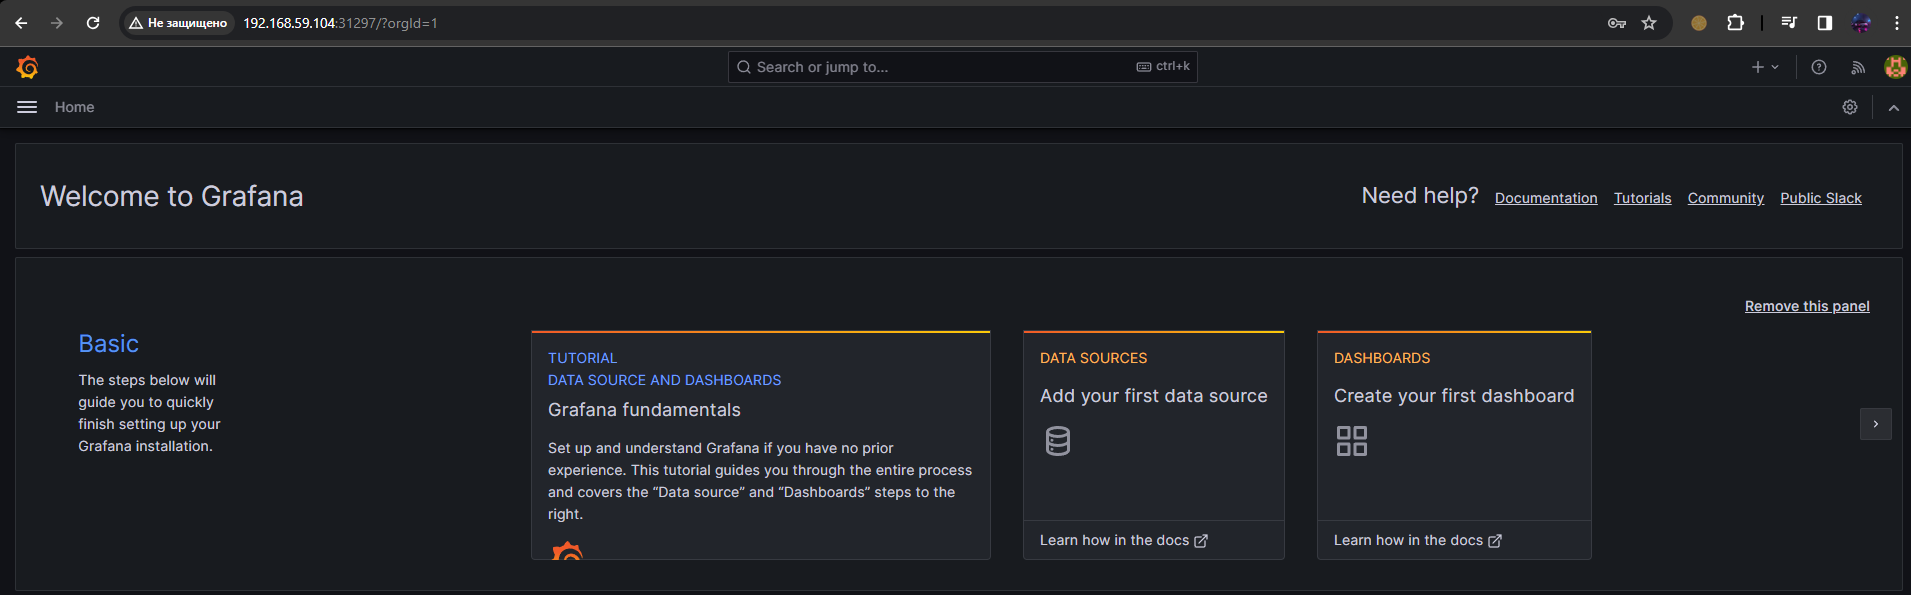 Не защищено 192.168.59.104:31297/?orgId=1
Search or jump to... ctrl+k
Home
Welcome to Grafana
Need help? Documentation Tutorials Community Public Slack
Remove this panel
Basic
The steps below will
guide you to quickly
finish setting up your
Grafana installation.
TUTORIAL
DATA SOURCE AND DASHBOARDS
Grafana fundamentals
Set up and understand Grafana if you have no prior
experience. This tutorial guides you through the entire process
and covers the “Data source” and “Dashboards” steps to the
right.
DATA SOURCES
Add your first data source
Learn how in the docs
DASHBOARDS
Create your first dashboard
Learn how in the docs